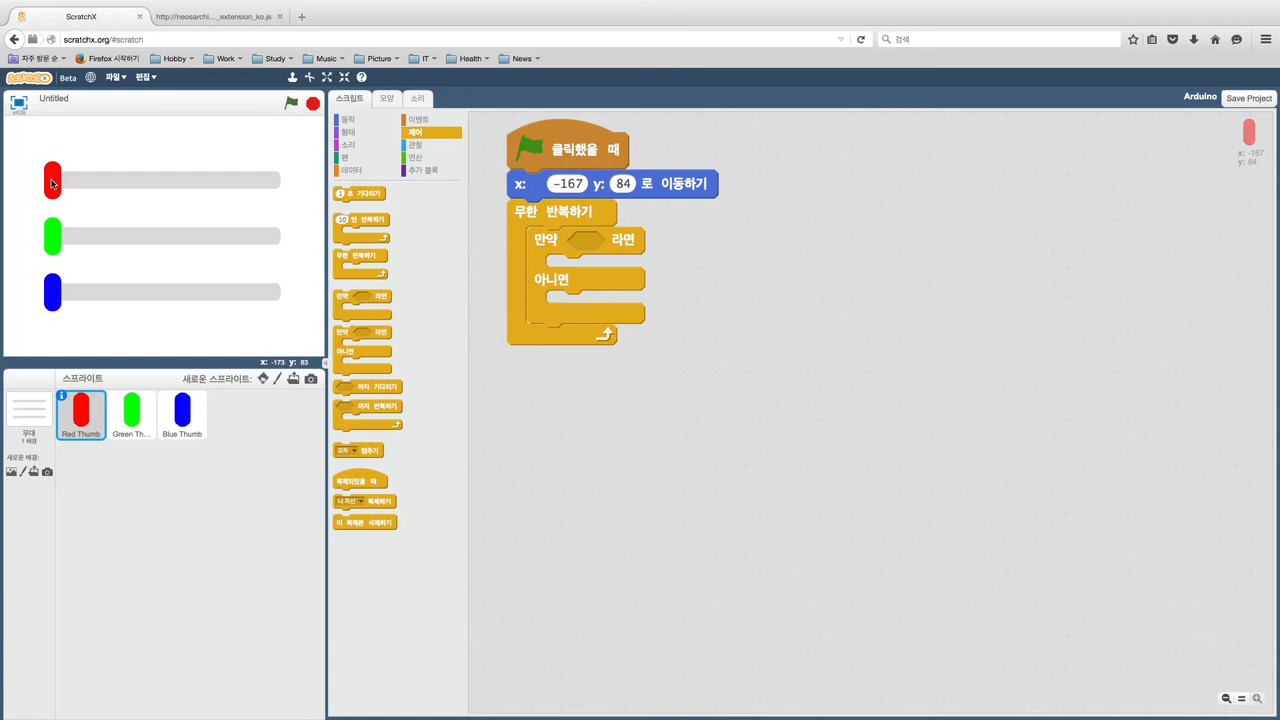 ScratchX
http://neosarchi..._extension_ko.js
scratchx.org/#scratch
검색
자주 방문 순
Firefox 시작하기
Hobby
Work
Study
Music
Picture
IT
Health
News
SCRATCHX
Beta
파일
편집
Untitled
v439
스크립트
모양
소리
Arduino
Save Project
동작
이벤트
형태
제어
소리
관찰
펜
연산
데이터
추가 블록
1 초 기다리기
10 번 반복하기
무한 반복하기
만약 라면
만약 라면
아니면
까지 기다리기
까지 반복하기
모두 멈추기
복제되었을 때
나 자신 복제하기
이 복제본 삭제하기
클릭했을 때
x: -167 y: 84 로 이동하기
무한 반복하기
만약 라면
아니면
x: -167
y: 84
x: -173 y: 83
스프라이트
새로운 스프라이트:
무대
1 배경
새로운 배경:
Red Thumb
Green Th...
Blue Thumb